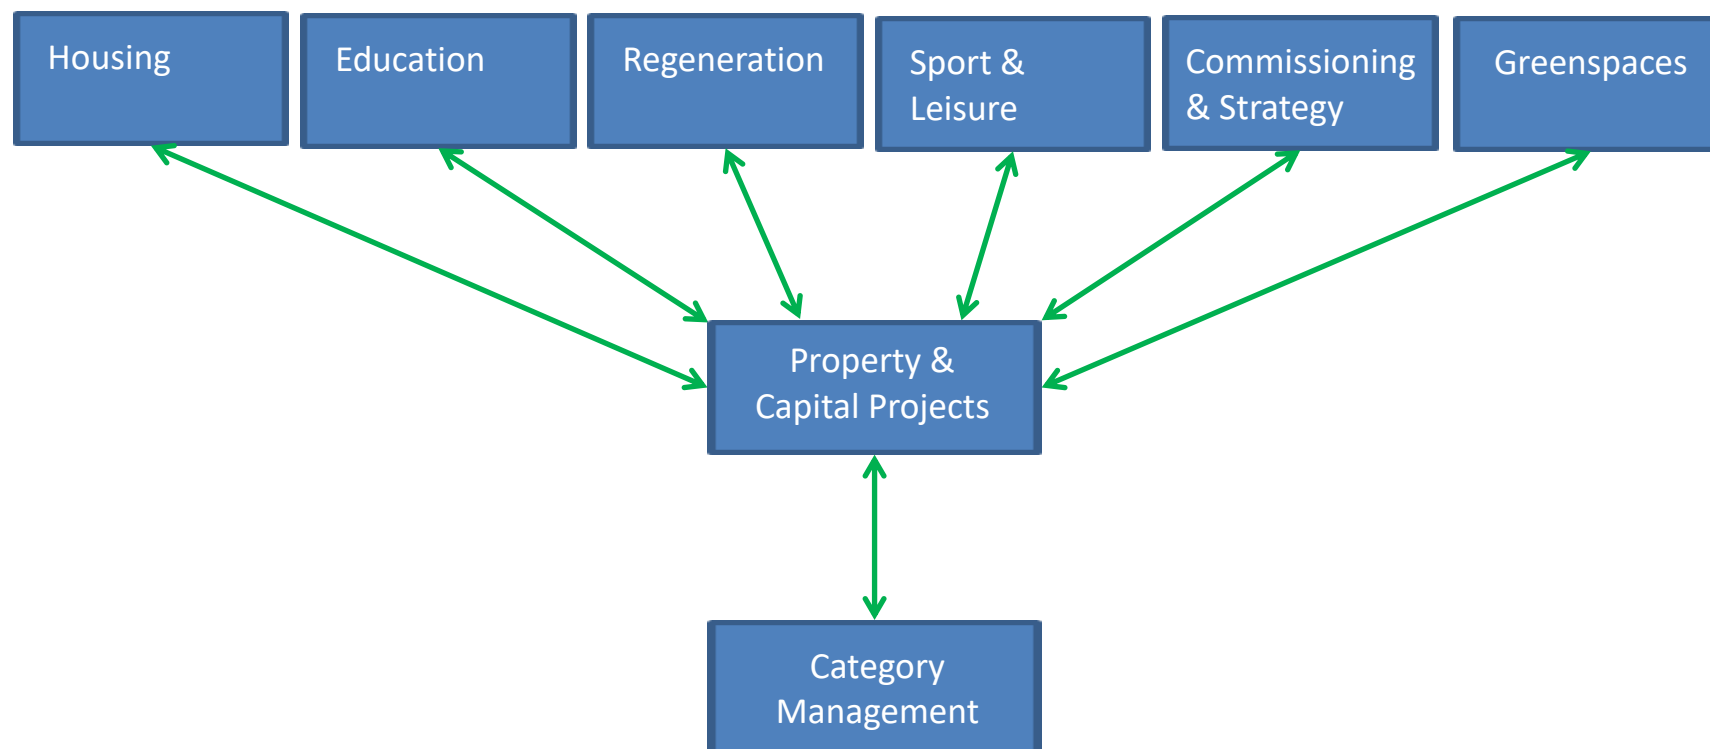 Housing
Education
Regeneration
Sport &
Leisure
Commissioning
& Strategy
Greenspaces
Property &
Capital Projects
Category
Management